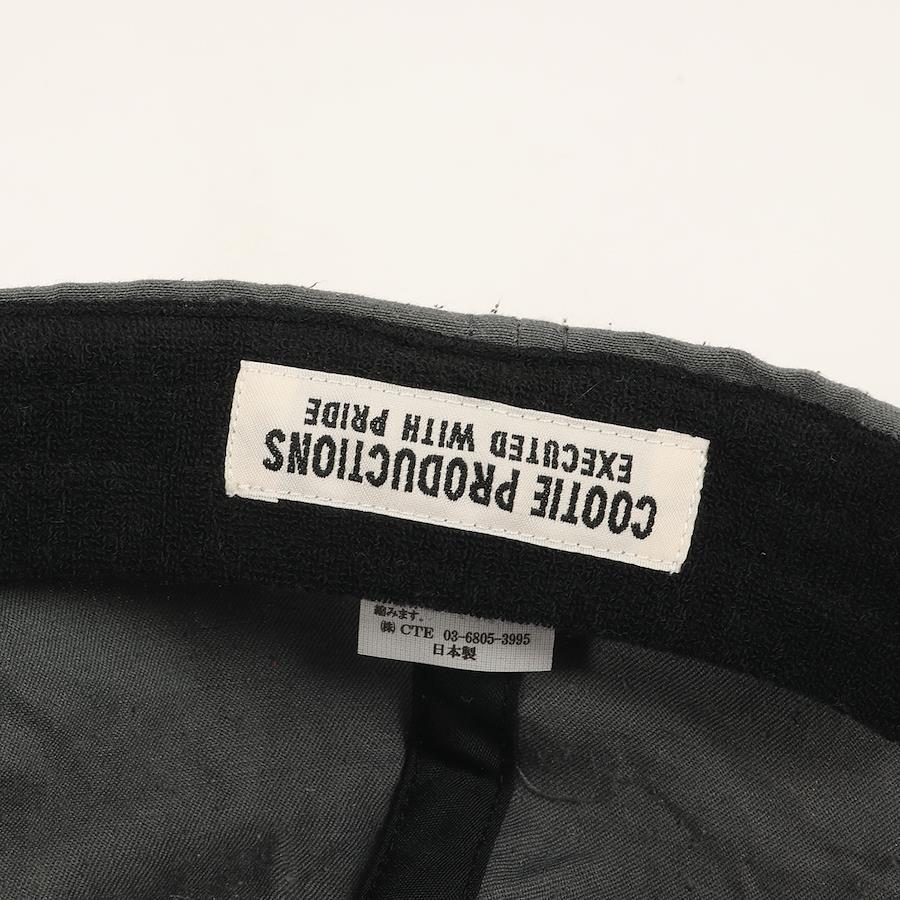 COOTIE PRODUCTIONS
EXECUTED WITH PRIDE
縮みます。
㈱ CTE 03-6805-3995
日本製